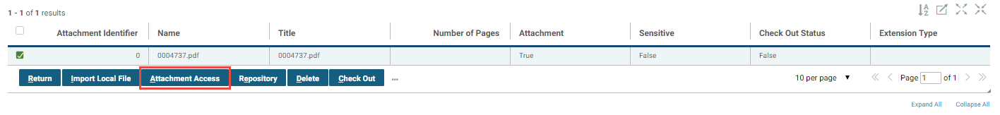 1 - 1 of 1 results
Attachment Identifier Name Title Number of Pages Attachment Sensitive Check Out Status Extension Type
0 0004737.pdf 0004737.pdf True False False
Return Import Local File Attachment Access Repository Delete Check Out ... 10 per page Page 1 of 1
Expand All Collapse All